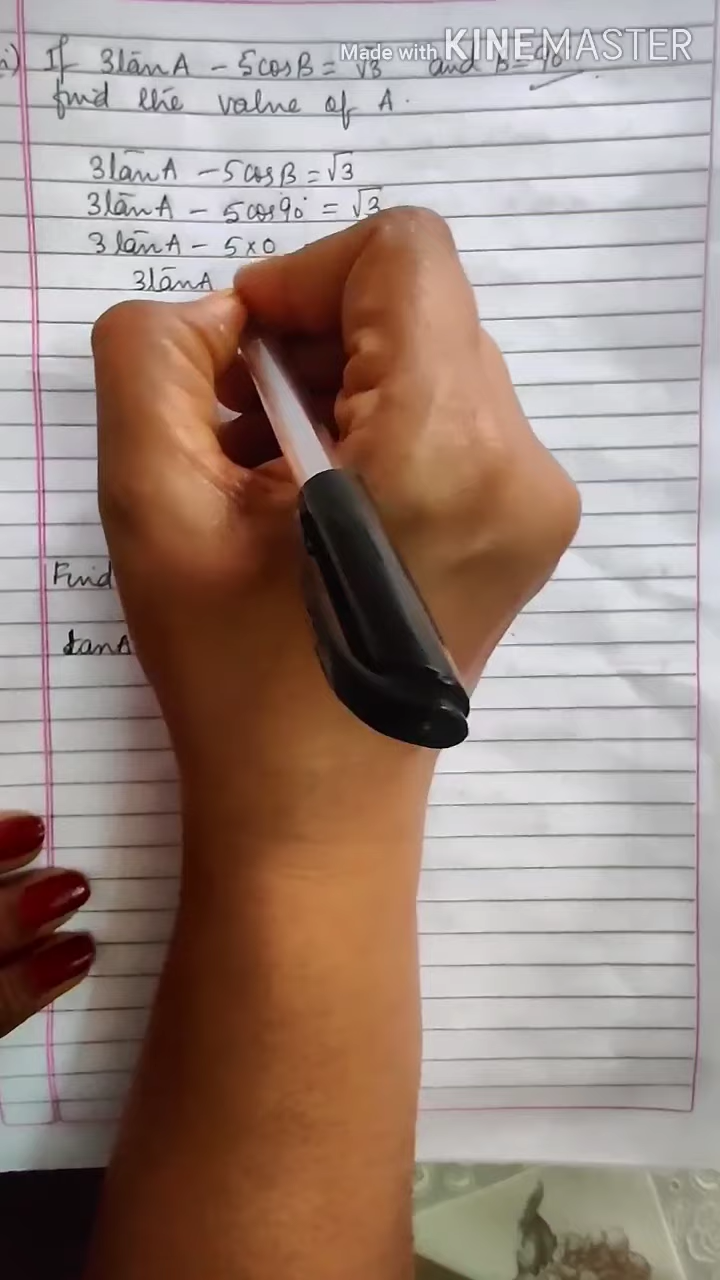 Made with KINEMASTER
i) If 3tanA - 5cosB = √3 and B = 90°
find the value of A.
3tanA - 5cosB = √3
3tanA - 5cos90° = √3
3tanA - 5×0
3tanA
Find
tanA